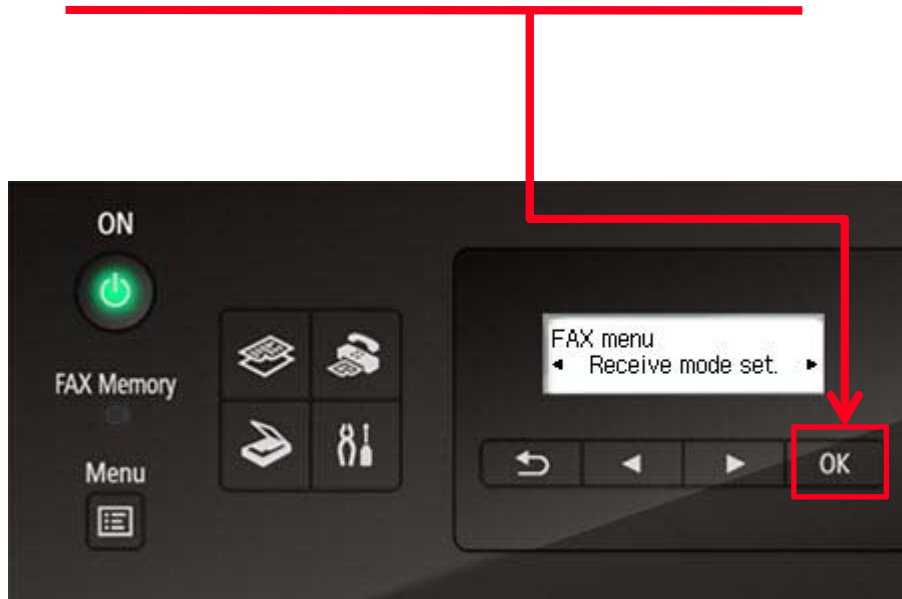 ON
FAX Memory
Menu
FAX menu
◄ Receive mode set. ►
OK